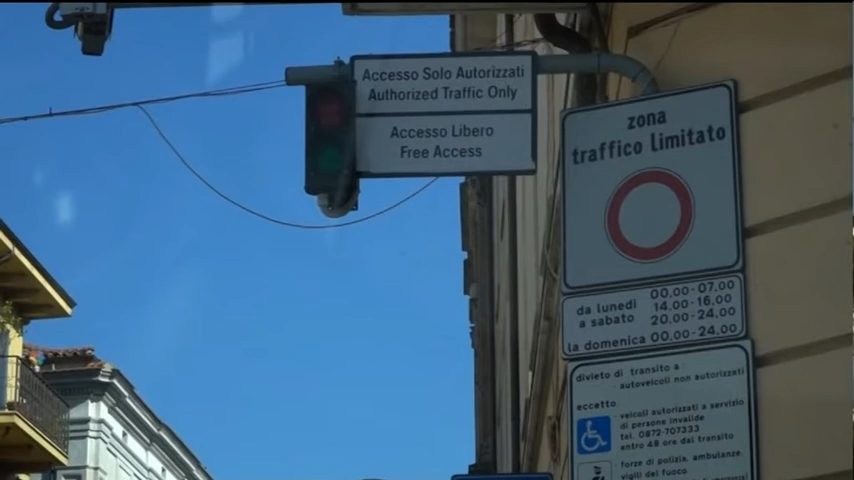 Accesso Solo Autorizzati
Authorized Traffic Only
Accesso Libero
Free Access
zona
traffico limitato
da lunedì
a sabato
00.00-07.00
14.00-16.00
20.00-24.00
la domenica 00.00-24.00
divieto di transito a
autoveicoli non autorizzati
eccetto
veicoli autorizzati a servizio
di persone invalide
tel. 0872-707333
entro 48 ore dal transito
forze di polizia, ambulanze,
vigili del fuoco